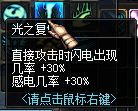 光之复
直接攻击时闪电出现
几率 +30%
感电几率 +30%
<请点击鼠标右键>